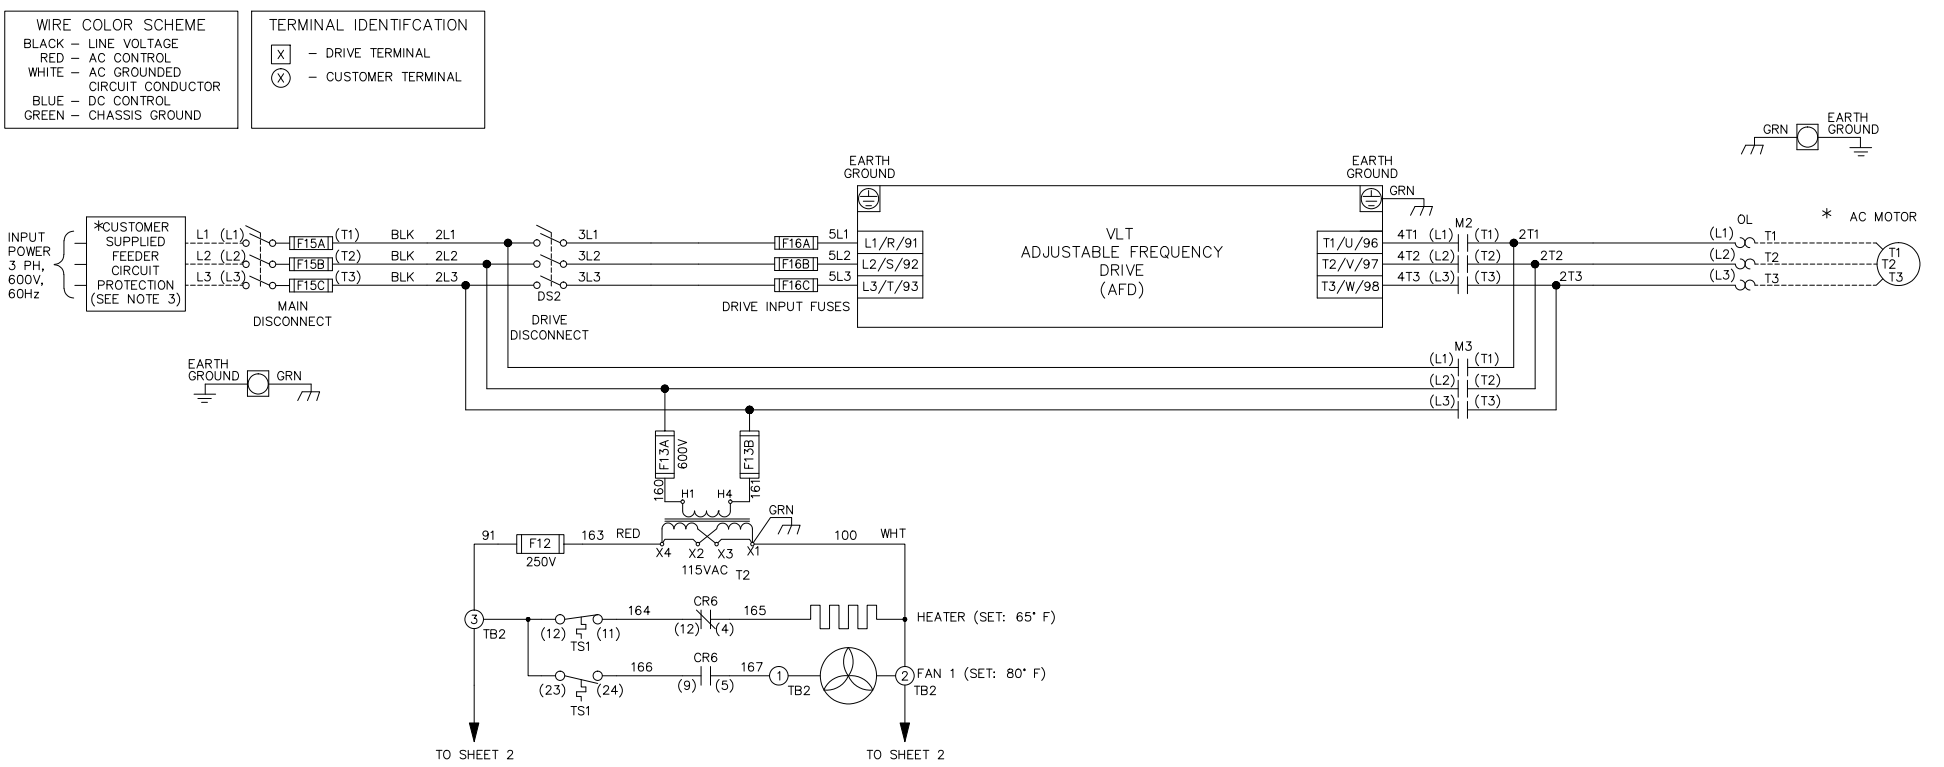 WIRE COLOR SCHEME
BLACK – LINE VOLTAGE
RED – AC CONTROL
WHITE – AC GROUNDED
CIRCUIT CONDUCTOR
BLUE – DC CONTROL
GREEN – CHASSIS GROUND
TERMINAL IDENTIFCATION
X – DRIVE TERMINAL
X – CUSTOMER TERMINAL
INPUT
POWER
3 PH,
600V,
60Hz
*CUSTOMER
SUPPLIED
FEEDER
CIRCUIT
PROTECTION
(SEE NOTE 3)
L1 (L1) F15A (T1) BLK 2L1 3L1 F16A 5L1 L1/R/91
L2 (L2) F15B (T2) BLK 2L2 3L2 F16B 5L2 L2/S/92
L3 (L3) F15C (T3) BLK 2L3 3L3 F16C 5L3 L3/T/93
MAIN
DISCONNECT
DS2
DRIVE
DISCONNECT
DRIVE INPUT FUSES
EARTH
GROUND
VLT
ADJUSTABLE FREQUENCY
DRIVE
(AFD)
EARTH
GROUND
GRN
M2
T1/U/96 4T1 (L1) (T1) 2T1
T2/V/97 4T2 (L2) (T2) 2T2
T3/W/98 4T3 (L3) (T3) 2T3
GRN
EARTH
GROUND
OL
(L1) T1
(L2) T2
(L3) T3
* AC MOTOR
T1
T2
T3
M3
(L1) (T1)
(L2) (T2)
(L3) (T3)
EARTH
GROUND
GRN
F13A
600V
F13B
160
161
H1 H4
GRN
91 F12 163 RED
250V
X4 X2 X3 X1
100 WHT
115VAC T2
3
TB2
(12) (11)
TS1
164
CR6
(12) (4)
165
HEATER (SET: 65° F)
(23) (24)
TS1
166
CR6
(9) (5)
167
1
TB2
2
TB2
FAN 1 (SET: 80° F)
TO SHEET 2
TO SHEET 2